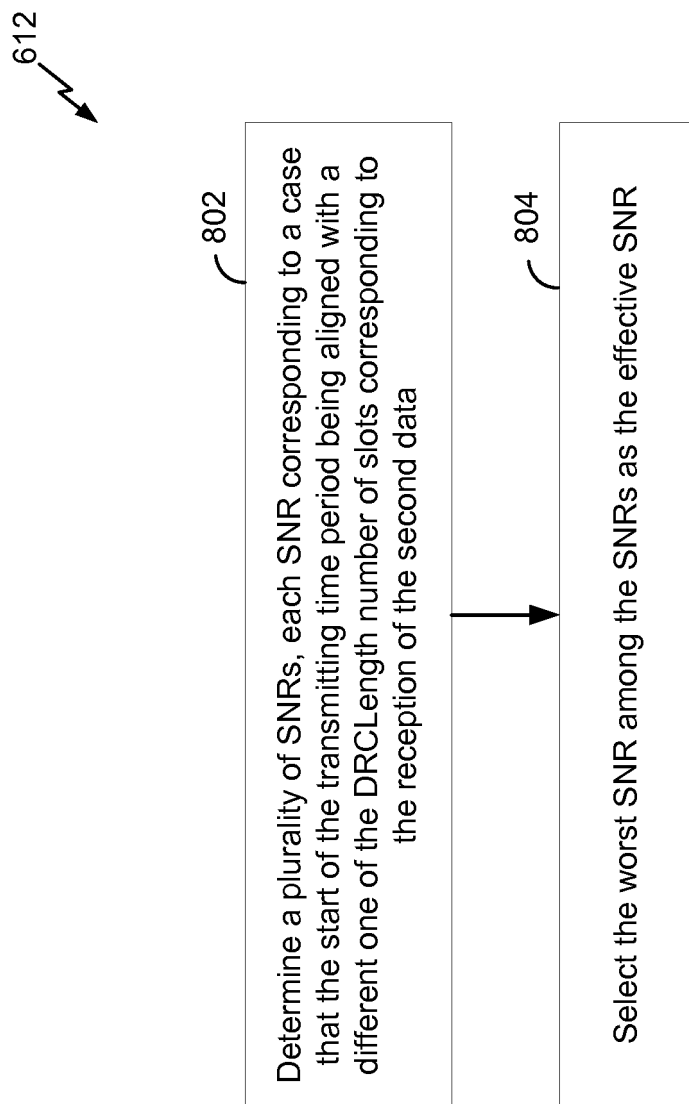 612
802
Determine a plurality of SNRs, each SNR corresponding to a case
that the start of the transmitting time period being aligned with a
different one of the DRCLength number of slots corresponding to
the reception of the second data
804
Select the worst SNR among the SNRs as the effective SNR